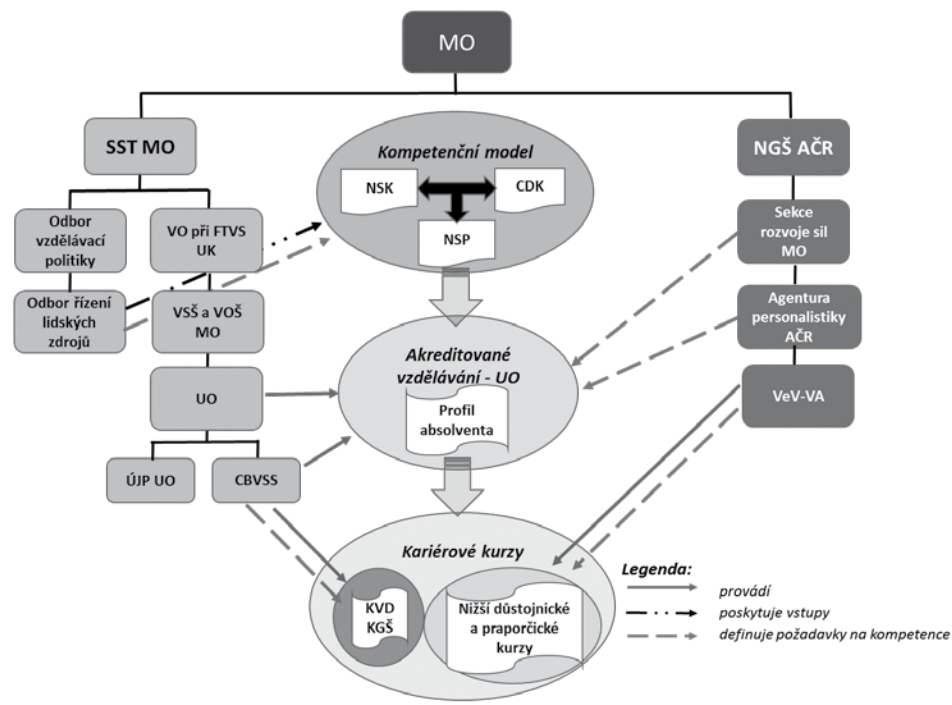 MO
SST MO
NGŠ AČR
Kompetenční model
NSK
CDK
NSP
Odbor
vzdělávací
politiky
VO při FTVS
UK
Sekce
rozvoje sil
MO
Odbor řízení
lidských
zdrojů
VSŠ a VOŠ
MO
Agentura
personalistiky
AČR
Akreditované
vzdělávání - UO
Profil
absolventa
UO
VeV-VA
ÚJP UO
CBVSS
Kariérové kurzy
KVD
KGŠ
Nižší důstojnické
a praporčické
kurzy
Legenda:
provádí
poskytuje vstupy
definuje požadavky na kompetence